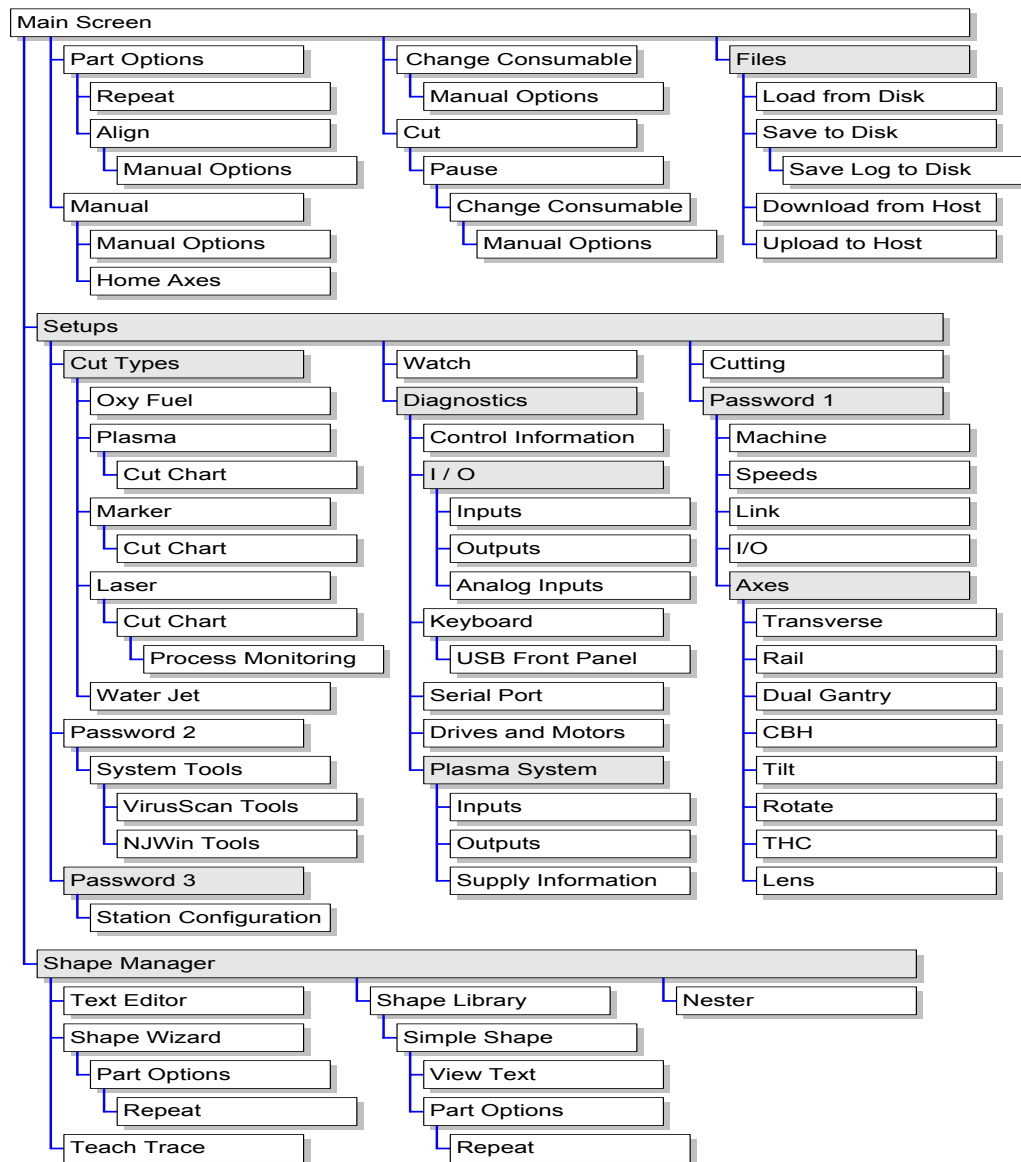 Main Screen
Part Options
Repeat
Align
Manual Options
Manual
Manual Options
Home Axes
Change Consumable
Manual Options
Cut
Pause
Change Consumable
Manual Options
Files
Load from Disk
Save to Disk
Save Log to Disk
Download from Host
Upload to Host
Setups
Cut Types
Oxy Fuel
Plasma
Cut Chart
Marker
Cut Chart
Laser
Cut Chart
Process Monitoring
Water Jet
Password 2
System Tools
VirusScan Tools
NJWin Tools
Password 3
Station Configuration
Watch
Diagnostics
Control Information
I / O
Inputs
Outputs
Analog Inputs
Keyboard
USB Front Panel
Serial Port
Drives and Motors
Plasma System
Inputs
Outputs
Supply Information
Cutting
Password 1
Machine
Speeds
Link
I/O
Axes
Transverse
Rail
Dual Gantry
CBH
Tilt
Rotate
THC
Lens
Shape Manager
Text Editor
Shape Wizard
Part Options
Repeat
Teach Trace
Shape Library
Simple Shape
View Text
Part Options
Repeat
Nester